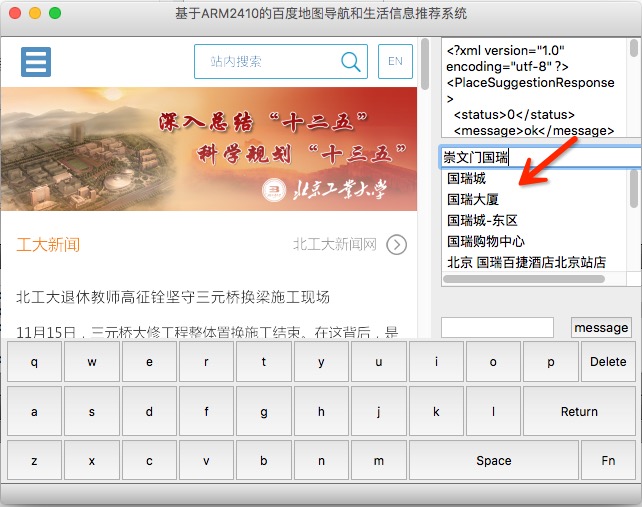 基于ARM2410的百度地图导航和生活信息推荐系统
站内搜索
EN
深入总结“十二五”
科学规划“十三五”
北京工业大学
工大新闻
北工大新闻网
北工大退休教师高征铨坚守三元桥换梁施工现场
11月15日，三元桥大修工程整体置换施工结束。在这背后，是
<?xml version="1.0"
encoding="utf-8" ?>
<PlaceSuggestionResponse
>
<status>0</status>
<message>ok</message>
崇文门国瑞
国瑞城
国瑞大厦
国瑞城-东区
国瑞购物中心
北京 国瑞百捷酒店北京站店
message
q w e r t y u i o p Delete
a s d f g h j k l Return
z x c v b n m Space Fn